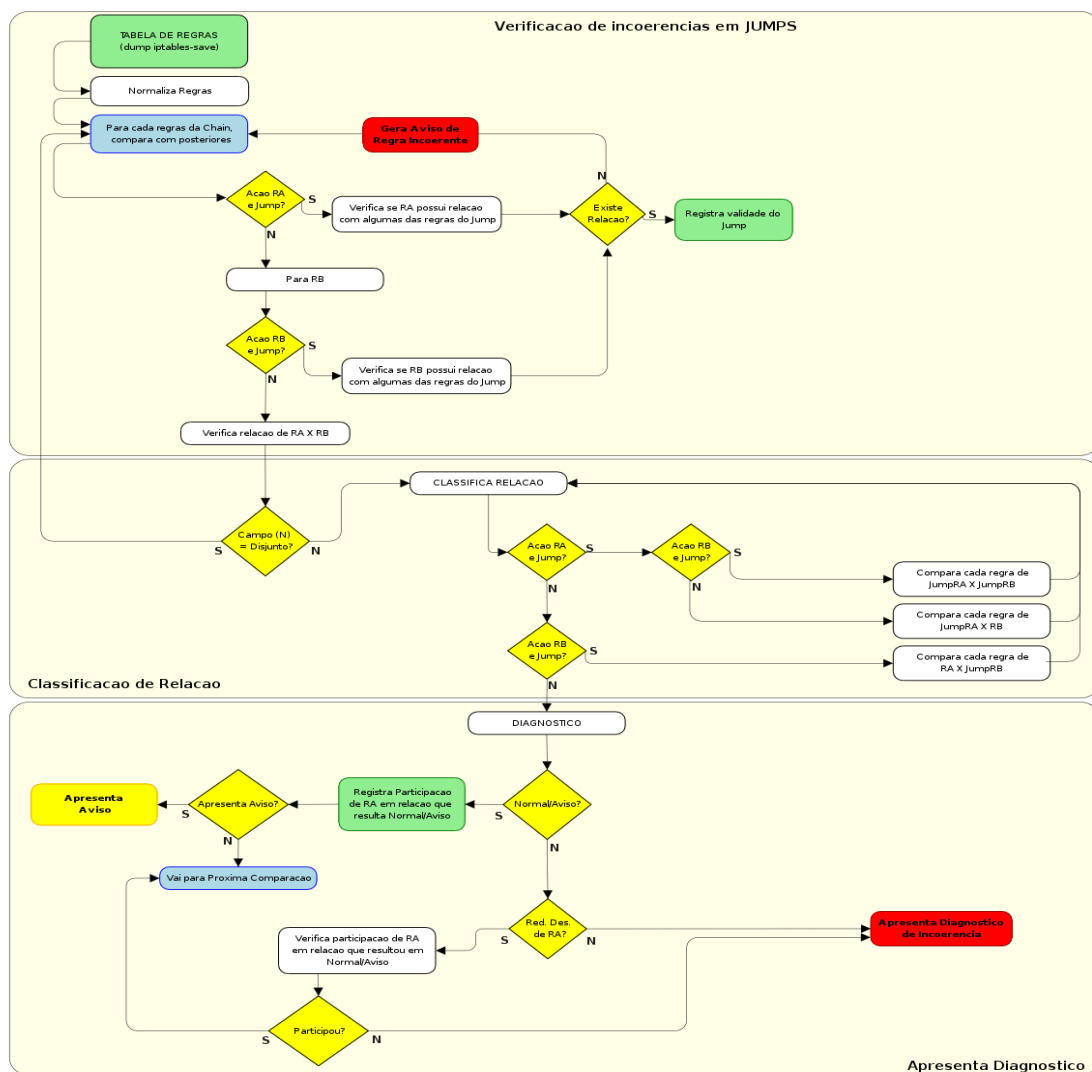 Verificacao de incoerencias em JUMPS
TABELA DE REGRAS
(dump iptables-save)
Normaliza Regras
Para cada regras da Chain,
compara com posteriores
Gera Aviso de
Regra Incoerente
N
Acao RA
e Jump?
S
Verifica se RA possui relacao
com algumas das regras do Jump
Existe
Relacao?
S
Registra validade do
Jump
N
Para RB
Acao RB
e Jump?
S
Verifica se RB possui relacao
com algumas das regras do Jump
N
Verifica relacao de RA X RB
CLASSIFICA RELACAO
Campo (N)
= Disjunto?
S
N
Acao RA
e Jump?
S
Acao RB
e Jump?
S
Compara cada regra de
JumpRA X JumpRB
N
N
Compara cada regra de
JumpRA X RB
Acao RB
e Jump?
S
Compara cada regra de
RA X JumpRB
N
Classificacao de Relacao
DIAGNOSTICO
Apresenta
Aviso
S
Apresenta Aviso?
N
Registra Participacao
de RA em relacao que
resulta Normal/Aviso
S
Normal/Aviso?
N
Vai para Proxima Comparacao
Red. Des.
de RA?
S
N
Apresenta Diagnostico
de Incoerencia
Verifica participacao de RA
em relacao que resultou em
Normal/Aviso
Participou?
S
N
Apresenta Diagnostico